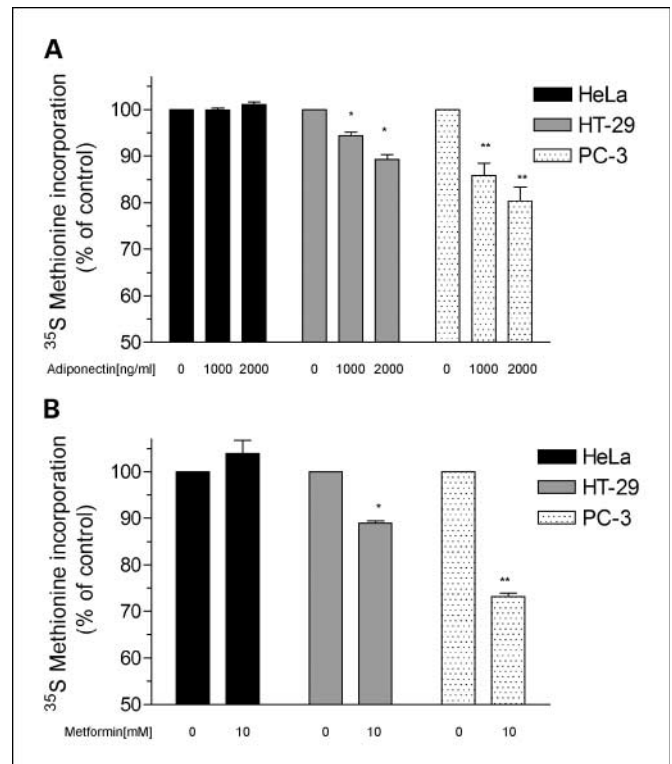 A
³⁵S Methionine incorporation
(% of control)
100
90
80
70
60
50
HeLa
HT-29
PC-3
* * ** **
Adiponectin[ng/ml] 0 1000 2000 0 1000 2000 0 1000 2000
B
³⁵S Methionine incorporation
(% of control)
100
90
80
70
60
50
HeLa
HT-29
PC-3
* **
Metformin[mM] 0 10 0 10 0 10